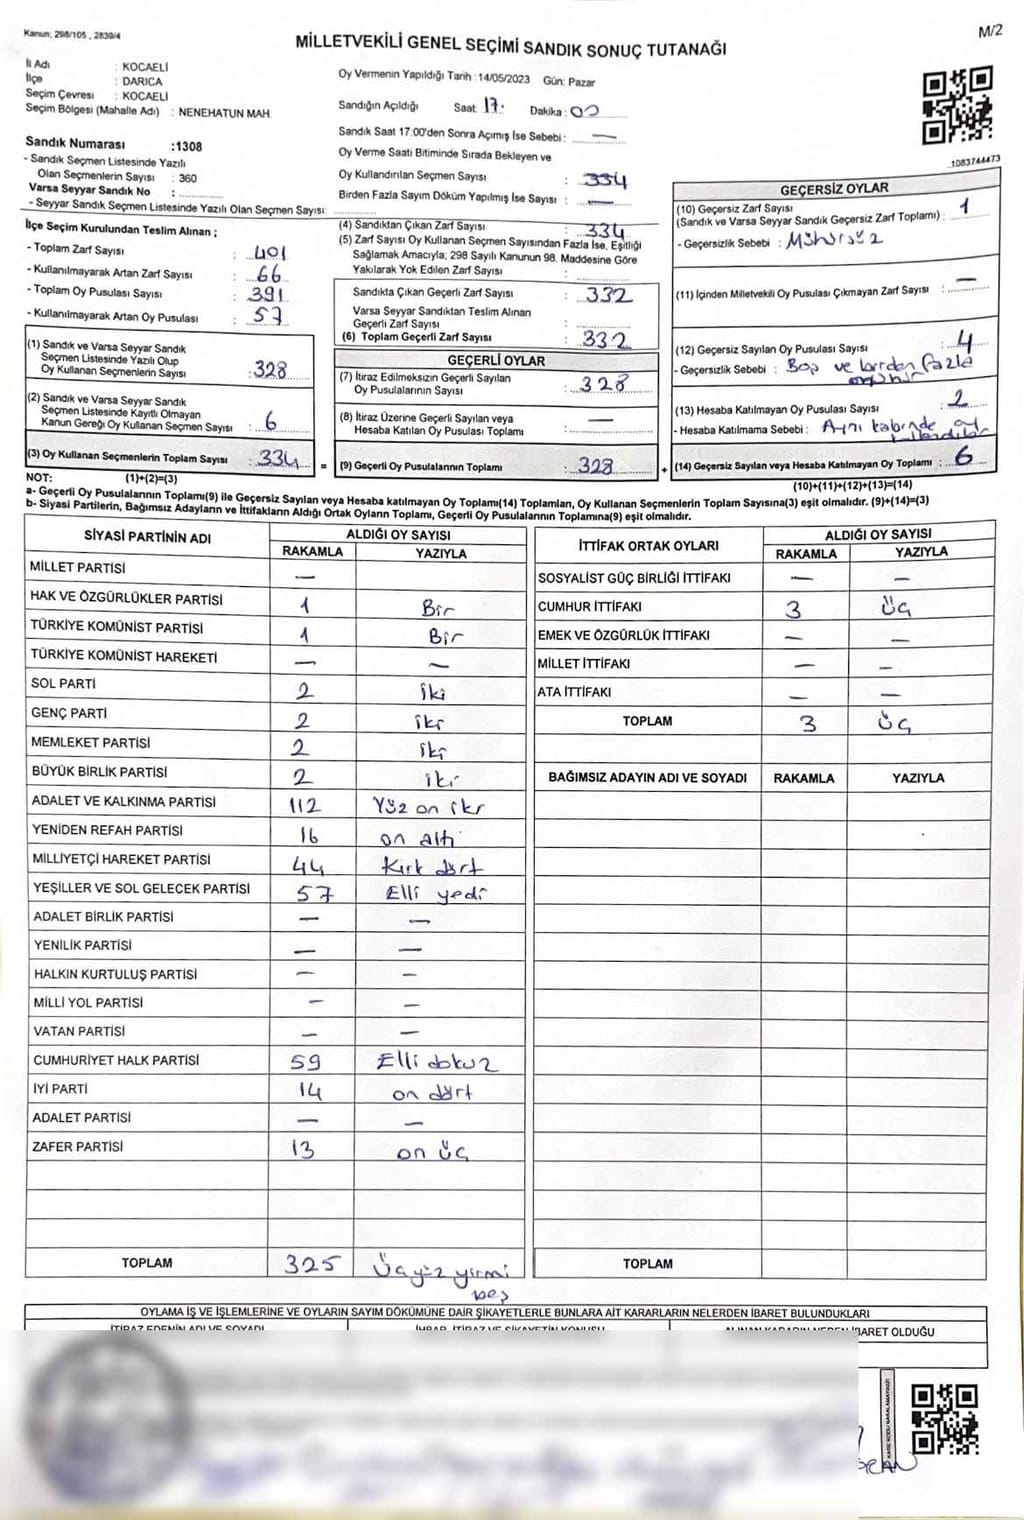 Kanun; 298/105 , 2839/4
M/2
MİLLETVEKİLİ GENEL SEÇİMİ SANDIK SONUÇ TUTANAĞI
İl Adı : KOCAELİ
İlçe : DARICA
Seçim Çevresi : KOCAELİ
Seçim Bölgesi (Mahalle Adı) : NENEHATUN MAH.
Sandık Numarası :1308
- Sandık Seçmen Listesinde Yazılı
Olan Seçmenlerin Sayısı : 360
Varsa Seyyar Sandık No :
- Seyyar Sandık Seçmen Listesinde Yazılı Olan Seçmen Sayısı:
Oy Vermenin Yapıldığı Tarih :14/05/2023 Gün: Pazar
Sandığın Açıldığı Saat: 17. Dakika: 00
Sandık Saat 17.00'den Sonra Açımış İse Sebebi : —
Oy Verme Saati Bitiminde Sırada Bekleyen ve
Oy Kullandırılan Seçmen Sayısı : 334
Birden Fazla Sayım Döküm Yapılmış İse Sayısı : —
1083744473
İlçe Seçim Kurulundan Teslim Alınan ;
- Toplam Zarf Sayısı : 401
- Kullanılmayarak Artan Zarf Sayısı : 66
- Toplam Oy Pusulası Sayısı : 391
- Kullanılmayarak Artan Oy Pusulası : 57
(1) Sandık ve Varsa Seyyar Sandık
Seçmen Listesinde Yazılı Olup
Oy Kullanan Seçmenlerin Sayısı : 328
(2) Sandık ve Varsa Seyyar Sandık
Seçmen Listesinde Kayıtlı Olmayan
Kanun Gereği Oy Kullanan Seçmen Sayısı : 6
(3) Oy Kullanan Seçmenlerin Toplam Sayısı : 334 =
(4) Sandıktan Çıkan Zarf Sayısı : 334
(5) Zarf Sayısı Oy Kullanan Seçmen Sayısından Fazla İse, Eşitliği
Sağlamak Amacıyla; 298 Sayılı Kanunun 98. Maddesine Göre
Yakılarak Yok Edilen Zarf Sayısı :
Sandıkta Çıkan Geçerli Zarf Sayısı : 332
Varsa Seyyar Sandıktan Teslim Alınan
Geçerli Zarf Sayısı :
(6) Toplam Geçerli Zarf Sayısı : 332
GEÇERLİ OYLAR
(7) İtiraz Edilmeksizin Geçerli Sayılan
Oy Pusulalarının Sayısı : 328
(8) İtiraz Üzerine Geçerli Sayılan veya
Hesaba Katılan Oy Pusulası Toplamı : —
(9) Geçerli Oy Pusulalarının Toplamı : 328 +
GEÇERSİZ OYLAR
(10) Geçersiz Zarf Sayısı
(Sandık ve Varsa Seyyar Sandık Geçersiz Zarf Toplamı) : 1
- Geçersizlik Sebebi : Mühürsüz
(11) İçinden Milletvekili Oy Pusulası Çıkmayan Zarf Sayısı : —
(12) Geçersiz Sayılan Oy Pusulası Sayısı : 4
- Geçersizlik Sebebi : Boş ve birden fazla
(13) Hesaba Katılmayan Oy Pusulası Sayısı : 2
- Hesaba Katılmama Sebebi : Aynı kabinde oy
(14) Geçersiz Sayılan veya Hesaba Katılmayan Oy Toplamı : 6
NOT: (1)+(2)=(3)
(10)+(11)+(12)+(13)=(14)
a- Geçerli Oy Pusulalarının Toplamı(9) ile Geçersiz Sayılan veya Hesaba katılmayan Oy Toplamı(14) Toplamları, Oy Kullanan Seçmenlerin Toplam Sayısına(3) eşit olmalıdır. (9)+(14)=(3)
b- Siyasi Partilerin, Bağımsız Adayların ve İttifakların Aldığı Ortak Oyların Toplamı, Geçerli Oy Pusulalarının Toplamına(9) eşit olmalıdır.
SİYASİ PARTİNİN ADI ALDIĞI OY SAYISI
RAKAMLA YAZIYLA
MİLLET PARTİSİ —
HAK VE ÖZGÜRLÜKLER PARTİSİ 1 Bir
TÜRKİYE KOMÜNİST PARTİSİ 1 Bir
TÜRKİYE KOMÜNİST HAREKETİ — —
SOL PARTİ 2 iki
GENÇ PARTİ 2 iki
MEMLEKET PARTİSİ 2 iki
BÜYÜK BİRLİK PARTİSİ 2 iki
ADALET VE KALKINMA PARTİSİ 112 Yüz on iki
YENİDEN REFAH PARTİSİ 16 on altı
MİLLİYETÇİ HAREKET PARTİSİ 44 Kırk dört
YEŞİLLER VE SOL GELECEK PARTİSİ 57 Elli yedi
ADALET BİRLİK PARTİSİ — —
YENİLİK PARTİSİ — —
HALKIN KURTULUŞ PARTİSİ — —
MİLLİ YOL PARTİSİ — —
VATAN PARTİSİ — —
CUMHURİYET HALK PARTİSİ 59 Elli dokuz
İYİ PARTİ 14 on dört
ADALET PARTİSİ — —
ZAFER PARTİSİ 13 on üç
TOPLAM 325 Üçyüz yirmi
beş
İTTİFAK ORTAK OYLARI ALDIĞI OY SAYISI
RAKAMLA YAZIYLA
SOSYALİST GÜÇ BİRLİĞİ İTTİFAKI — —
CUMHUR İTTİFAKI 3 Üç
EMEK VE ÖZGÜRLÜK İTTİFAKI — —
MİLLET İTTİFAKI — —
ATA İTTİFAKI — —
TOPLAM 3 Üç
BAĞIMSIZ ADAYIN ADI VE SOYADI RAKAMLA YAZIYLA
TOPLAM
OYLAMA İŞ VE İŞLEMLERİNE VE OYLARIN SAYIM DÖKÜMÜNE DAİR ŞİKAYETLERLE BUNLARA AİT KARARLARIN NELERDEN İBARET BULUNDUKLARI
İTİRAZ EDENİN ADI VE SOYADI İHBAR, İTİRAZ VE ŞİKAYETİN KONUSU ALINAN KARARIN NEDEN İBARET OLDUĞU